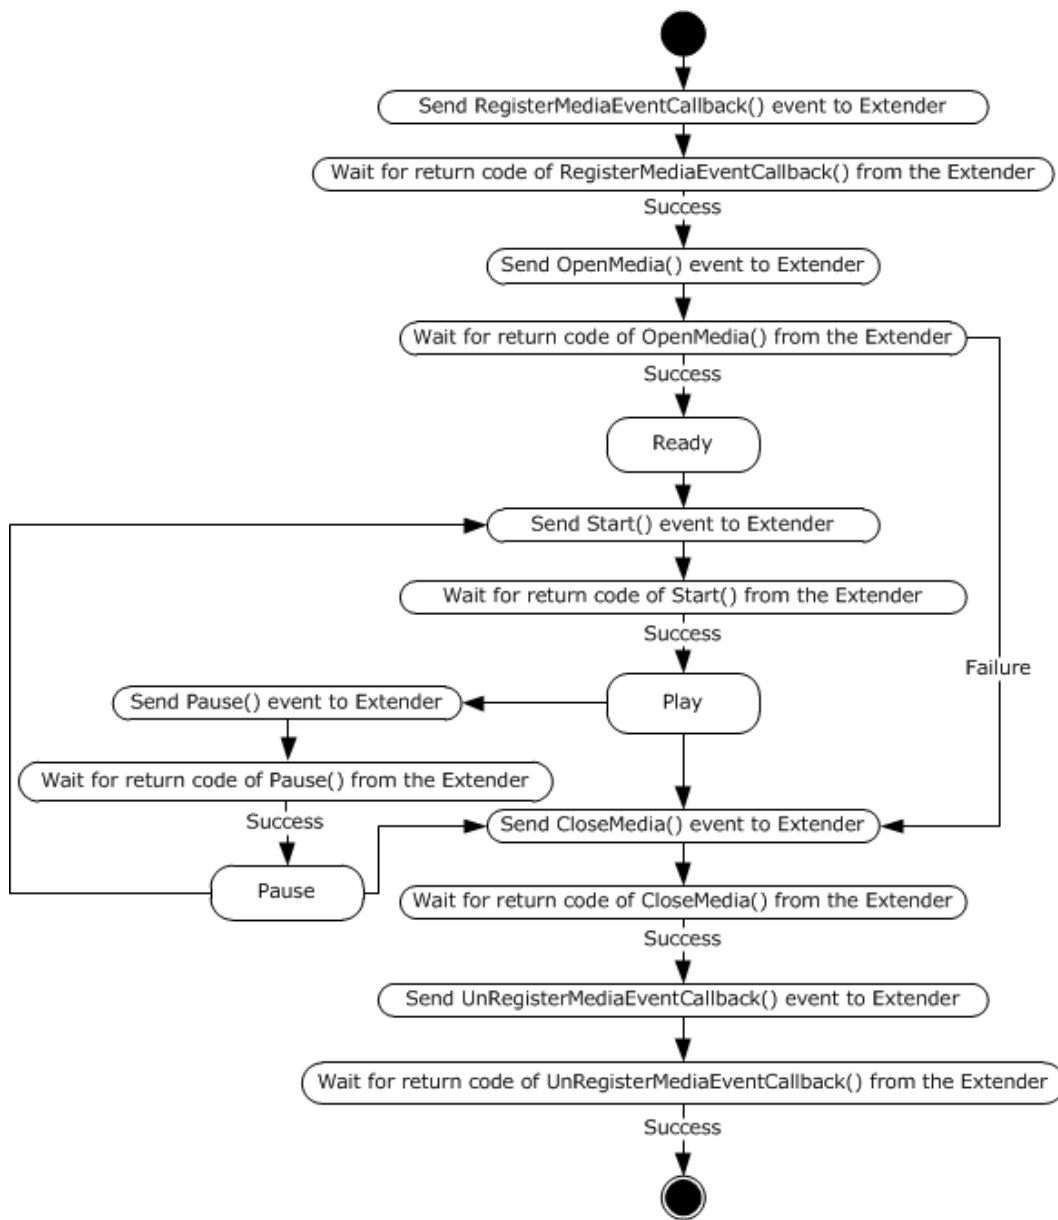 Send RegisterMediaEventCallback() event to Extender
Wait for return code of RegisterMediaEventCallback() from the Extender
Success
Send OpenMedia() event to Extender
Wait for return code of OpenMedia() from the Extender
Success
Ready
Send Start() event to Extender
Wait for return code of Start() from the Extender
Success
Failure
Play
Send Pause() event to Extender
Wait for return code of Pause() from the Extender
Success
Pause
Send CloseMedia() event to Extender
Wait for return code of CloseMedia() from the Extender
Success
Send UnRegisterMediaEventCallback() event to Extender
Wait for return code of UnRegisterMediaEventCallback() from the Extender
Success